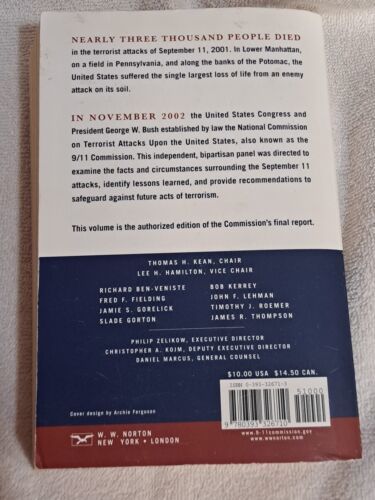 NEARLY THREE THOUSAND PEOPLE DIED
in the terrorist attacks of September 11, 2001. In Lower Manhattan,
on a field in Pennsylvania, and along the banks of the Potomac, the
United States suffered the single largest loss of life from an enemy
attack on its soil.
IN NOVEMBER 2002 the United States Congress and
President George W. Bush established by law the National Commission
on Terrorist Attacks Upon the United States, also known as the
9/11 Commission. This independent, bipartisan panel was directed to
examine the facts and circumstances surrounding the September 11
attacks, identify lessons learned, and provide recommendations to
safeguard against future acts of terrorism.
This volume is the authorized edition of the Commission's final report.
THOMAS H. KEAN, CHAIR
LEE H. HAMILTON, VICE CHAIR
RICHARD BEN-VENISTE
FRED F. FIELDING
JAMIE S. GORELICK
SLADE GORTON
BOB KERREY
JOHN F. LEHMAN
TIMOTHY J. ROEMER
JAMES R. THOMPSON
PHILIP ZELIKOW, EXECUTIVE DIRECTOR
CHRISTOPHER A. KOJM, DEPUTY EXECUTIVE DIRECTOR
DANIEL MARCUS, GENERAL COUNSEL
$10.00 USA $14.50 CAN.
ISBN 0-393-32671-3
51000
9 780393 326710
www.9-11commission.gov
www.wwnorton.com
Cover design by Archie Ferguson
W. W. NORTON
NEW YORK • LONDON